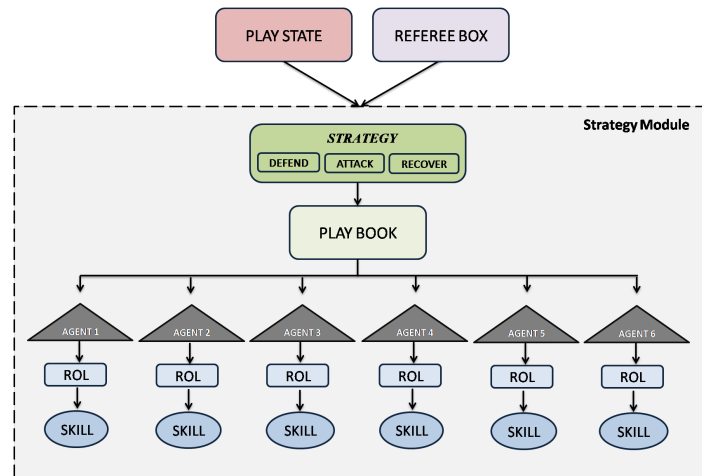 PLAY STATE
REFEREE BOX
Strategy Module
STRATEGY
DEFEND
ATTACK
RECOVER
PLAY BOOK
AGENT 1
AGENT 2
AGENT 3
AGENT 4
AGENT 5
AGENT 6
ROL
ROL
ROL
ROL
ROL
ROL
SKILL
SKILL
SKILL
SKILL
SKILL
SKILL